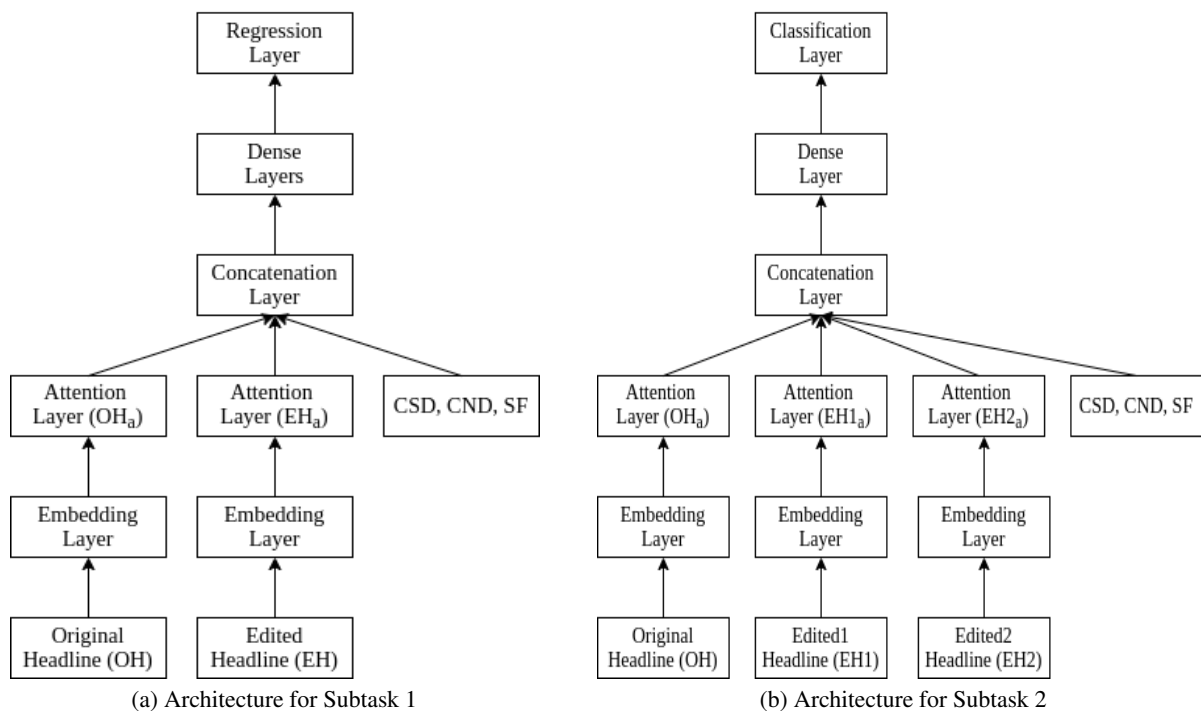 Regression
Layer
Dense
Layers
Concatenation
Layer
Attention
Layer (OHa)
Attention
Layer (EHa)
CSD, CND, SF
Embedding
Layer
Embedding
Layer
Original
Headline (OH)
Edited
Headline (EH)
(a) Architecture for Subtask 1
Classification
Layer
Dense
Layer
Concatenation
Layer
Attention
Layer (OHa)
Attention
Layer (EH1a)
Attention
Layer (EH2a)
CSD, CND, SF
Embedding
Layer
Embedding
Layer
Embedding
Layer
Original
Headline (OH)
Edited1
Headline (EH1)
Edited2
Headline (EH2)
(b) Architecture for Subtask 2